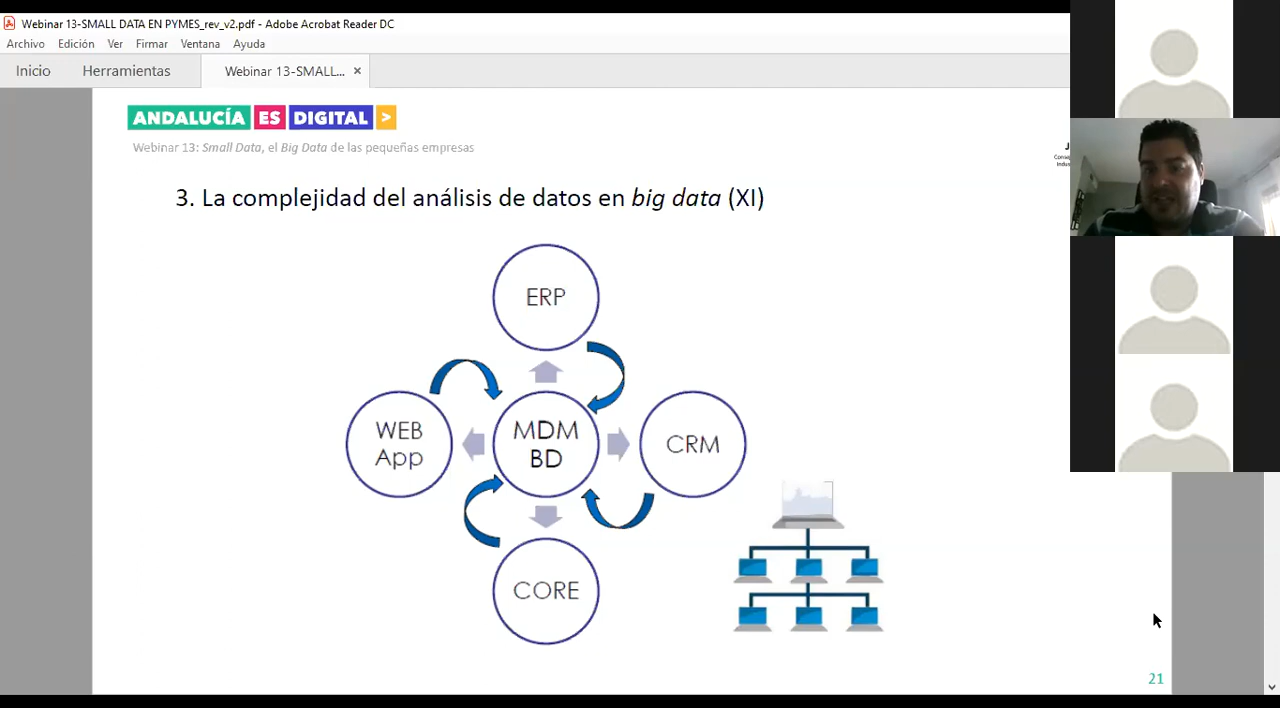 Webinar 13-SMALL DATA EN PYMES_rev_v2.pdf - Adobe Acrobat Reader DC
Archivo Edición Ver Firmar Ventana Ayuda
Inicio Herramientas Webinar 13-SMALL... ×
ANDALUCÍA ES DIGITAL >
Webinar 13: Small Data, el Big Data de las pequeñas empresas
3. La complejidad del análisis de datos en big data (XI)
ERP
WEB
App
MDM
BD
CRM
CORE
21